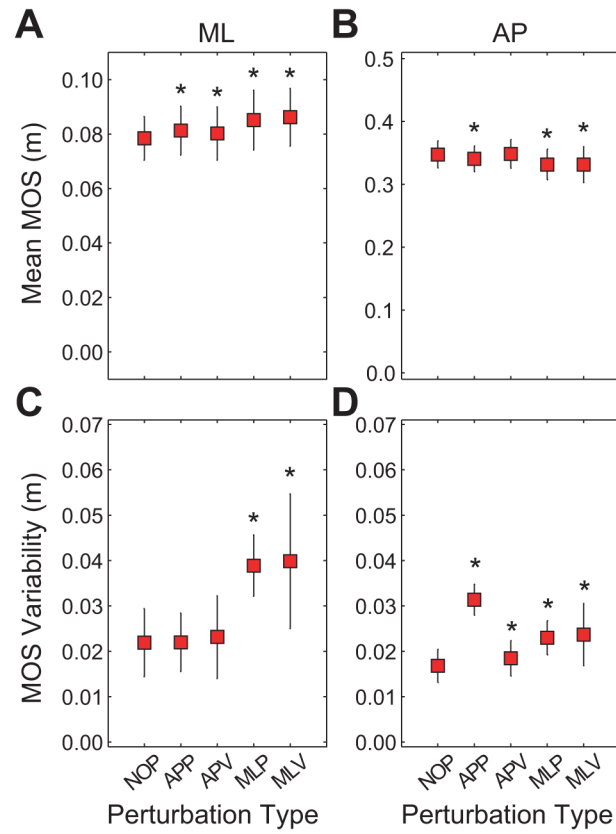 A
ML
B
AP
Mean MOS (m)
0.10
0.08
0.06
0.04
0.02
0.00
* * * *
0.5
0.4
0.3
0.2
0.1
0.0
* * *
C
D
MOS Variability (m)
0.07
0.06
0.05
0.04
0.03
0.02
0.01
0.00
* *
0.07
0.06
0.05
0.04
0.03
0.02
0.01
0.00
* * * *
NOP APP APV MLP MLV
NOP APP APV MLP MLV
Perturbation Type
Perturbation Type